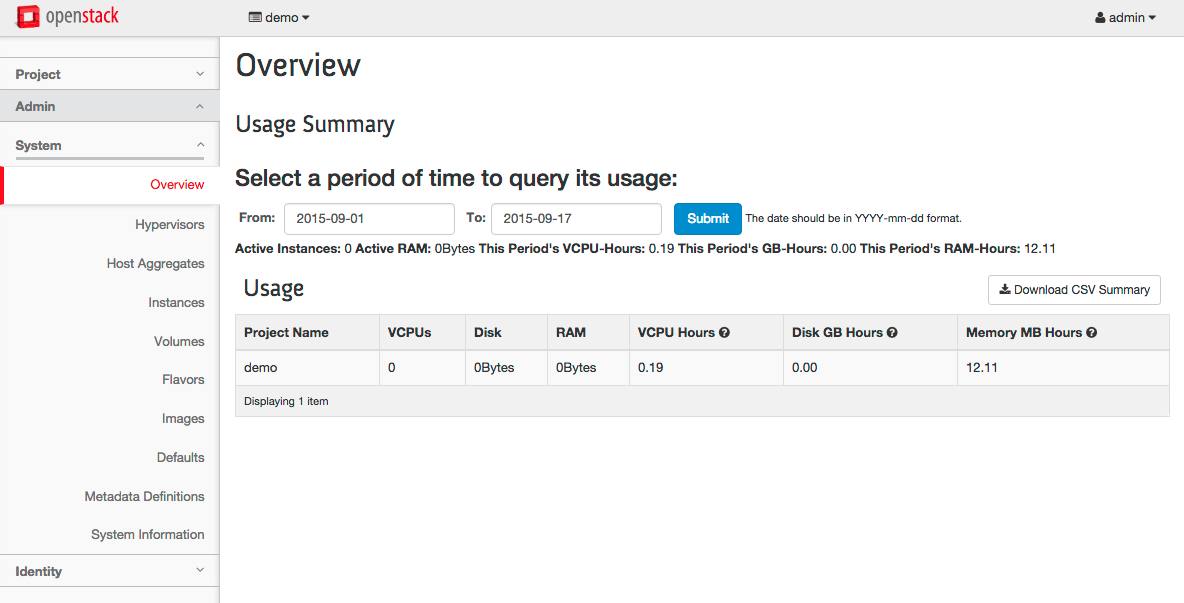 openstack
demo
admin
Project
Admin
System
Overview
Hypervisors
Host Aggregates
Instances
Volumes
Flavors
Images
Defaults
Metadata Definitions
System Information
Identity
Overview
Usage Summary
Select a period of time to query its usage:
From: 2015-09-01 To: 2015-09-17 Submit The date should be in YYYY-mm-dd format.
Active Instances: 0 Active RAM: 0Bytes This Period's VCPU-Hours: 0.19 This Period's GB-Hours: 0.00 This Period's RAM-Hours: 12.11
Usage
Download CSV Summary
Project Name VCPUs Disk RAM VCPU Hours Disk GB Hours Memory MB Hours
demo 0 0Bytes 0Bytes 0.19 0.00 12.11
Displaying 1 item